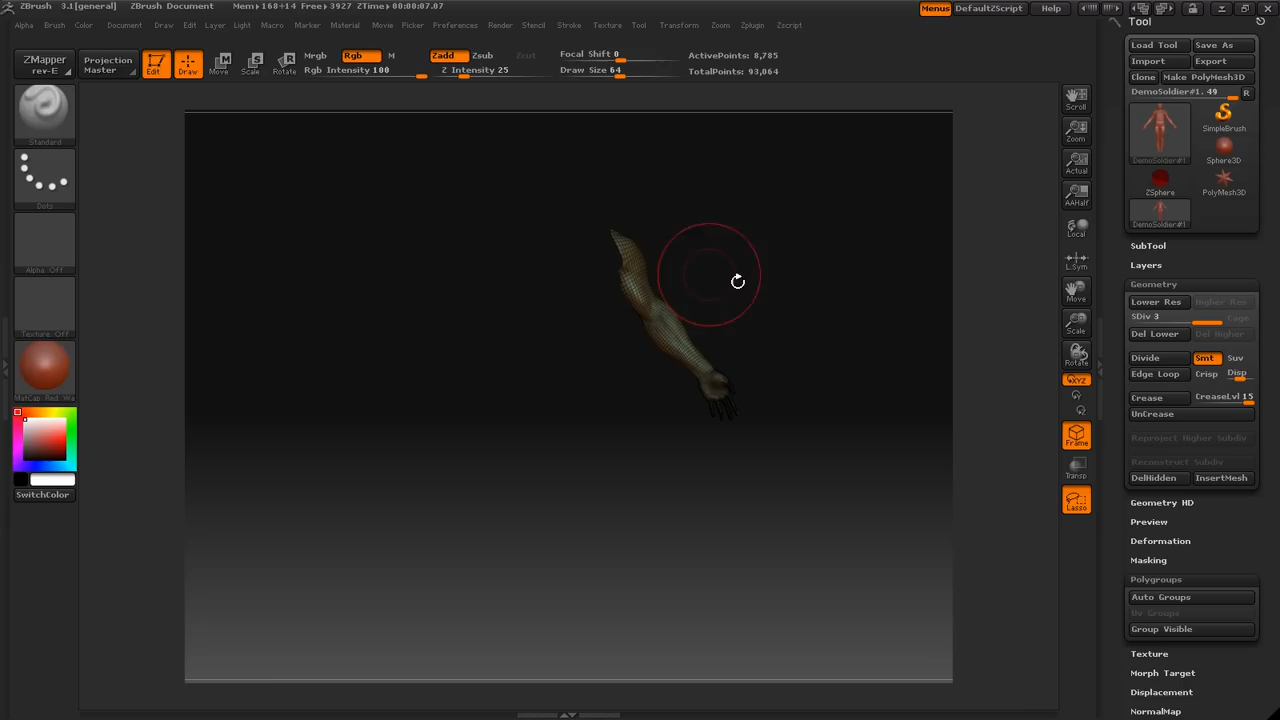 ZBrush 3.1[general] ZBrush Document Mem▸168+14 Free▸3927 ZTime▸00:00:07.07
Menus DefaultZScript Help
Alpha Brush Color Document Draw Edit Layer Light Macro Marker Material Movie Picker Preferences Render Stencil Stroke Texture Tool Transform Zoom Zplugin Zscript
ZMapper
rev-E
Projection
Master
Edit
Draw
Move
Scale
Rotate
Mrgb Rgb M
Rgb Intensity 100
Zadd Zsub Zcut
Z Intensity 25
Focal Shift 0
Draw Size 64
ActivePoints: 8,785
TotalPoints: 93,064
Standard
Dots
Alpha Off
Texture Off
MatCap Red Wa
SwitchColor
Scroll
Zoom
Actual
AAHalf
Local
L.Sym
Move
Scale
Rotate
XYZ
Frame
Transp
Lasso
Tool
Load Tool Save As
Import Export
Clone Make PolyMesh3D
DemoSoldier#1. 49 R
SimpleBrush
DemoSoldier#1 Sphere3D
ZSphere PolyMesh3D
DemoSoldier#1
SubTool
Layers
Geometry
Lower Res Higher Res
SDiv 3 Cage
Del Lower Del Higher
Divide Smt Suv
Edge Loop Crisp Disp
Crease CreaseLvl 15
UnCrease
Reproject Higher Subdiv
Reconstruct Subdiv
DelHidden InsertMesh
Geometry HD
Preview
Deformation
Masking
Polygroups
Auto Groups
Uv Groups
Group Visible
Texture
Morph Target
Displacement
NormalMap